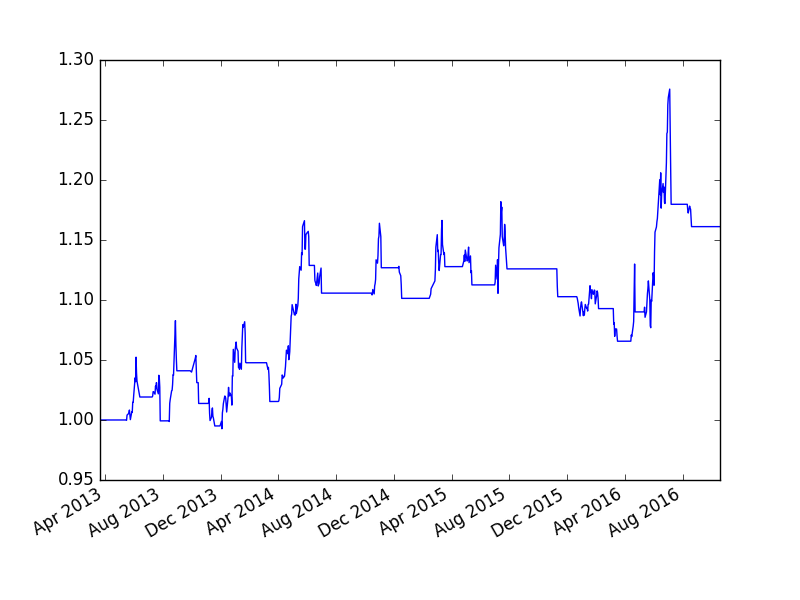 1.30
1.25
1.20
1.15
1.10
1.05
1.00
0.95
Apr 2013
Aug 2013
Dec 2013
Apr 2014
Aug 2014
Dec 2014
Apr 2015
Aug 2015
Dec 2015
Apr 2016
Aug 2016